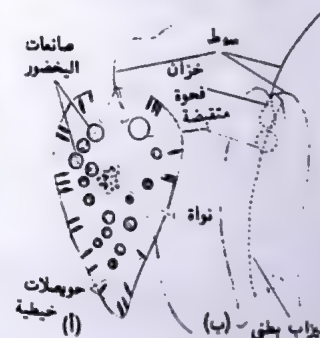 صانعات
اليخضور
سوط
خزان
فجوة
متقبضة
نواة
حويصلات
خيطية
(أ)
(ب)
ميزاب بطني